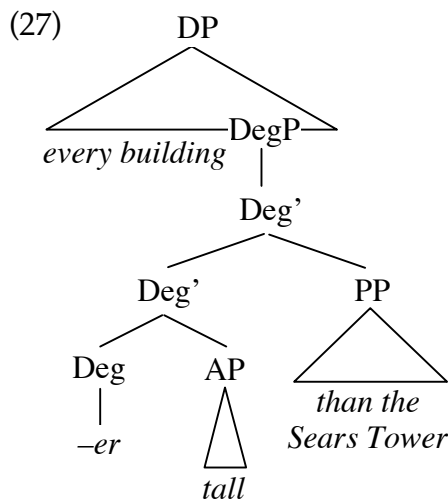 (27)
DP
every building DegP
Deg’
Deg’ PP
Deg AP
than the
Sears Tower
–er
tall